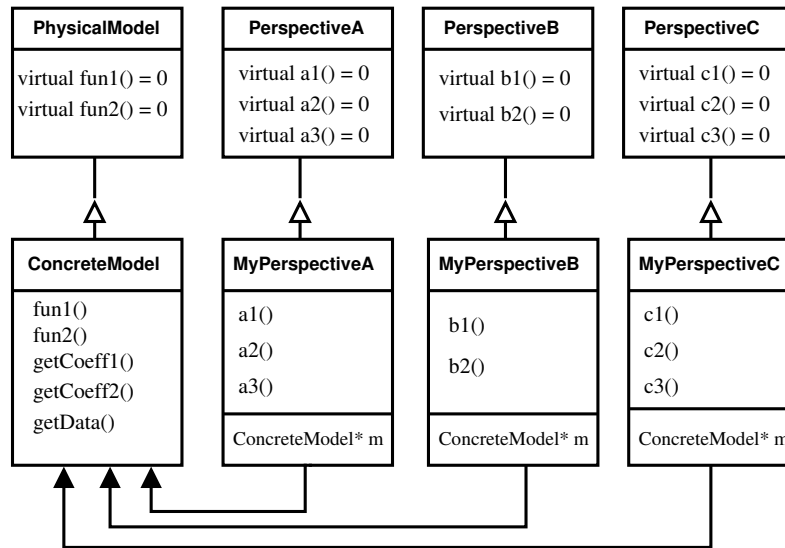 PhysicalModel
virtual fun1() = 0
virtual fun2() = 0
PerspectiveA
virtual a1() = 0
virtual a2() = 0
virtual a3() = 0
PerspectiveB
virtual b1() = 0
virtual b2() = 0
PerspectiveC
virtual c1() = 0
virtual c2() = 0
virtual c3() = 0
ConcreteModel
fun1()
fun2()
getCoeff1()
getCoeff2()
getData()
MyPerspectiveA
a1()
a2()
a3()
ConcreteModel* m
MyPerspectiveB
b1()
b2()
ConcreteModel* m
MyPerspectiveC
c1()
c2()
c3()
ConcreteModel* m